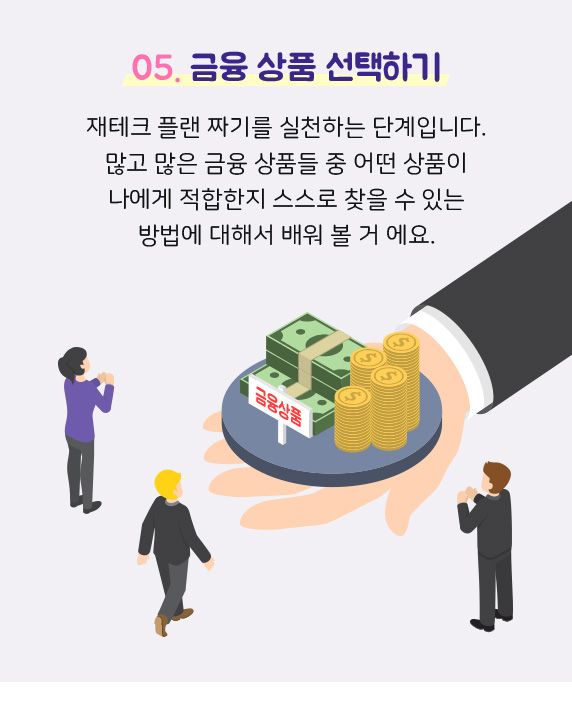 05. 금융 상품 선택하기
재테크 플랜 짜기를 실천하는 단계입니다.
많고 많은 금융 상품들 중 어떤 상품이
나에게 적합한지 스스로 찾을 수 있는
방법에 대해서 배워 볼 거 에요.
금융상품